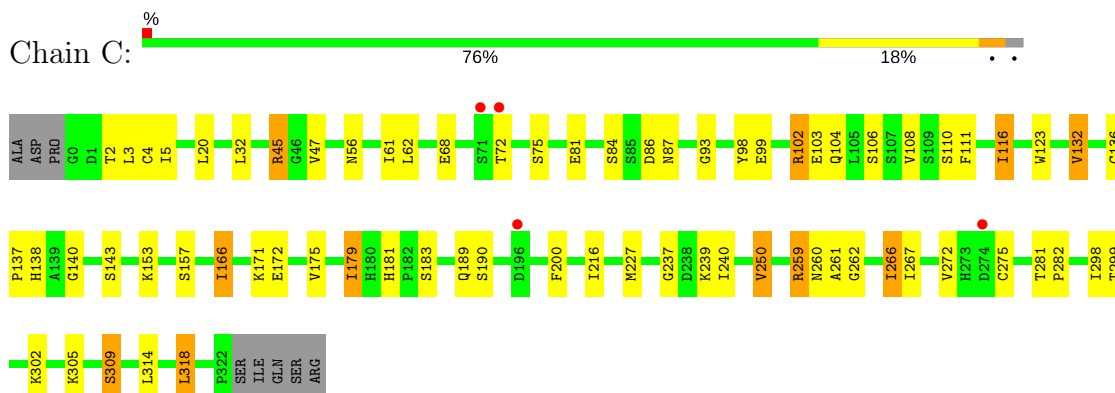 %
Chain C:
76% 18% • •
ALA ASP PRO G0 D1 T2 L3 C4 I5 L20 L32 R45 G46 V47 N56 I61 L62 E68 S71 T72 S75 E81 S84 S85 D86 N87 G93 Y98 E99 R102 E103 Q104 L105 S106 S107 V108 S109 S110 F111 I116 W123 V132
P137 H138 A139 G140 S143 K153 S157 I166 K171 E172 V175 I179 H180 H181 P182 S183 Q189 S190 D196 F200 I216 M227 G237 D238 K239 I240 V250 R259 N260 A261 G262 I266 I267 V272 H273 D274 C275 T281 P282 I298
K302 K305 S309 L314 L318 P322 SER ILE GLN SER ARG